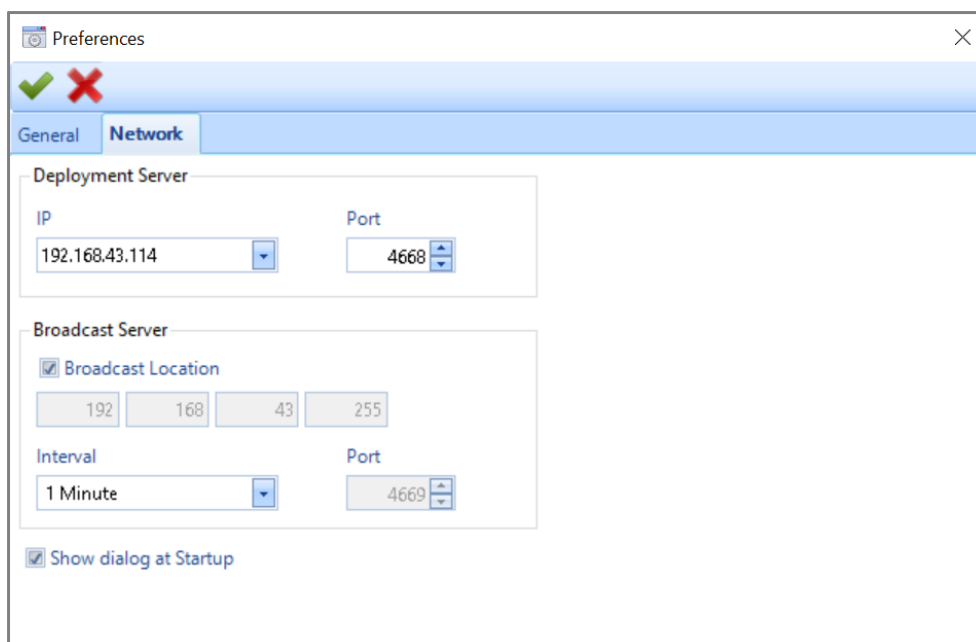 Preferences
General Network
Deployment Server
IP Port
192.168.43.114 4668
Broadcast Server
Broadcast Location
192 168 43 255
Interval Port
1 Minute 4669
Show dialog at Startup